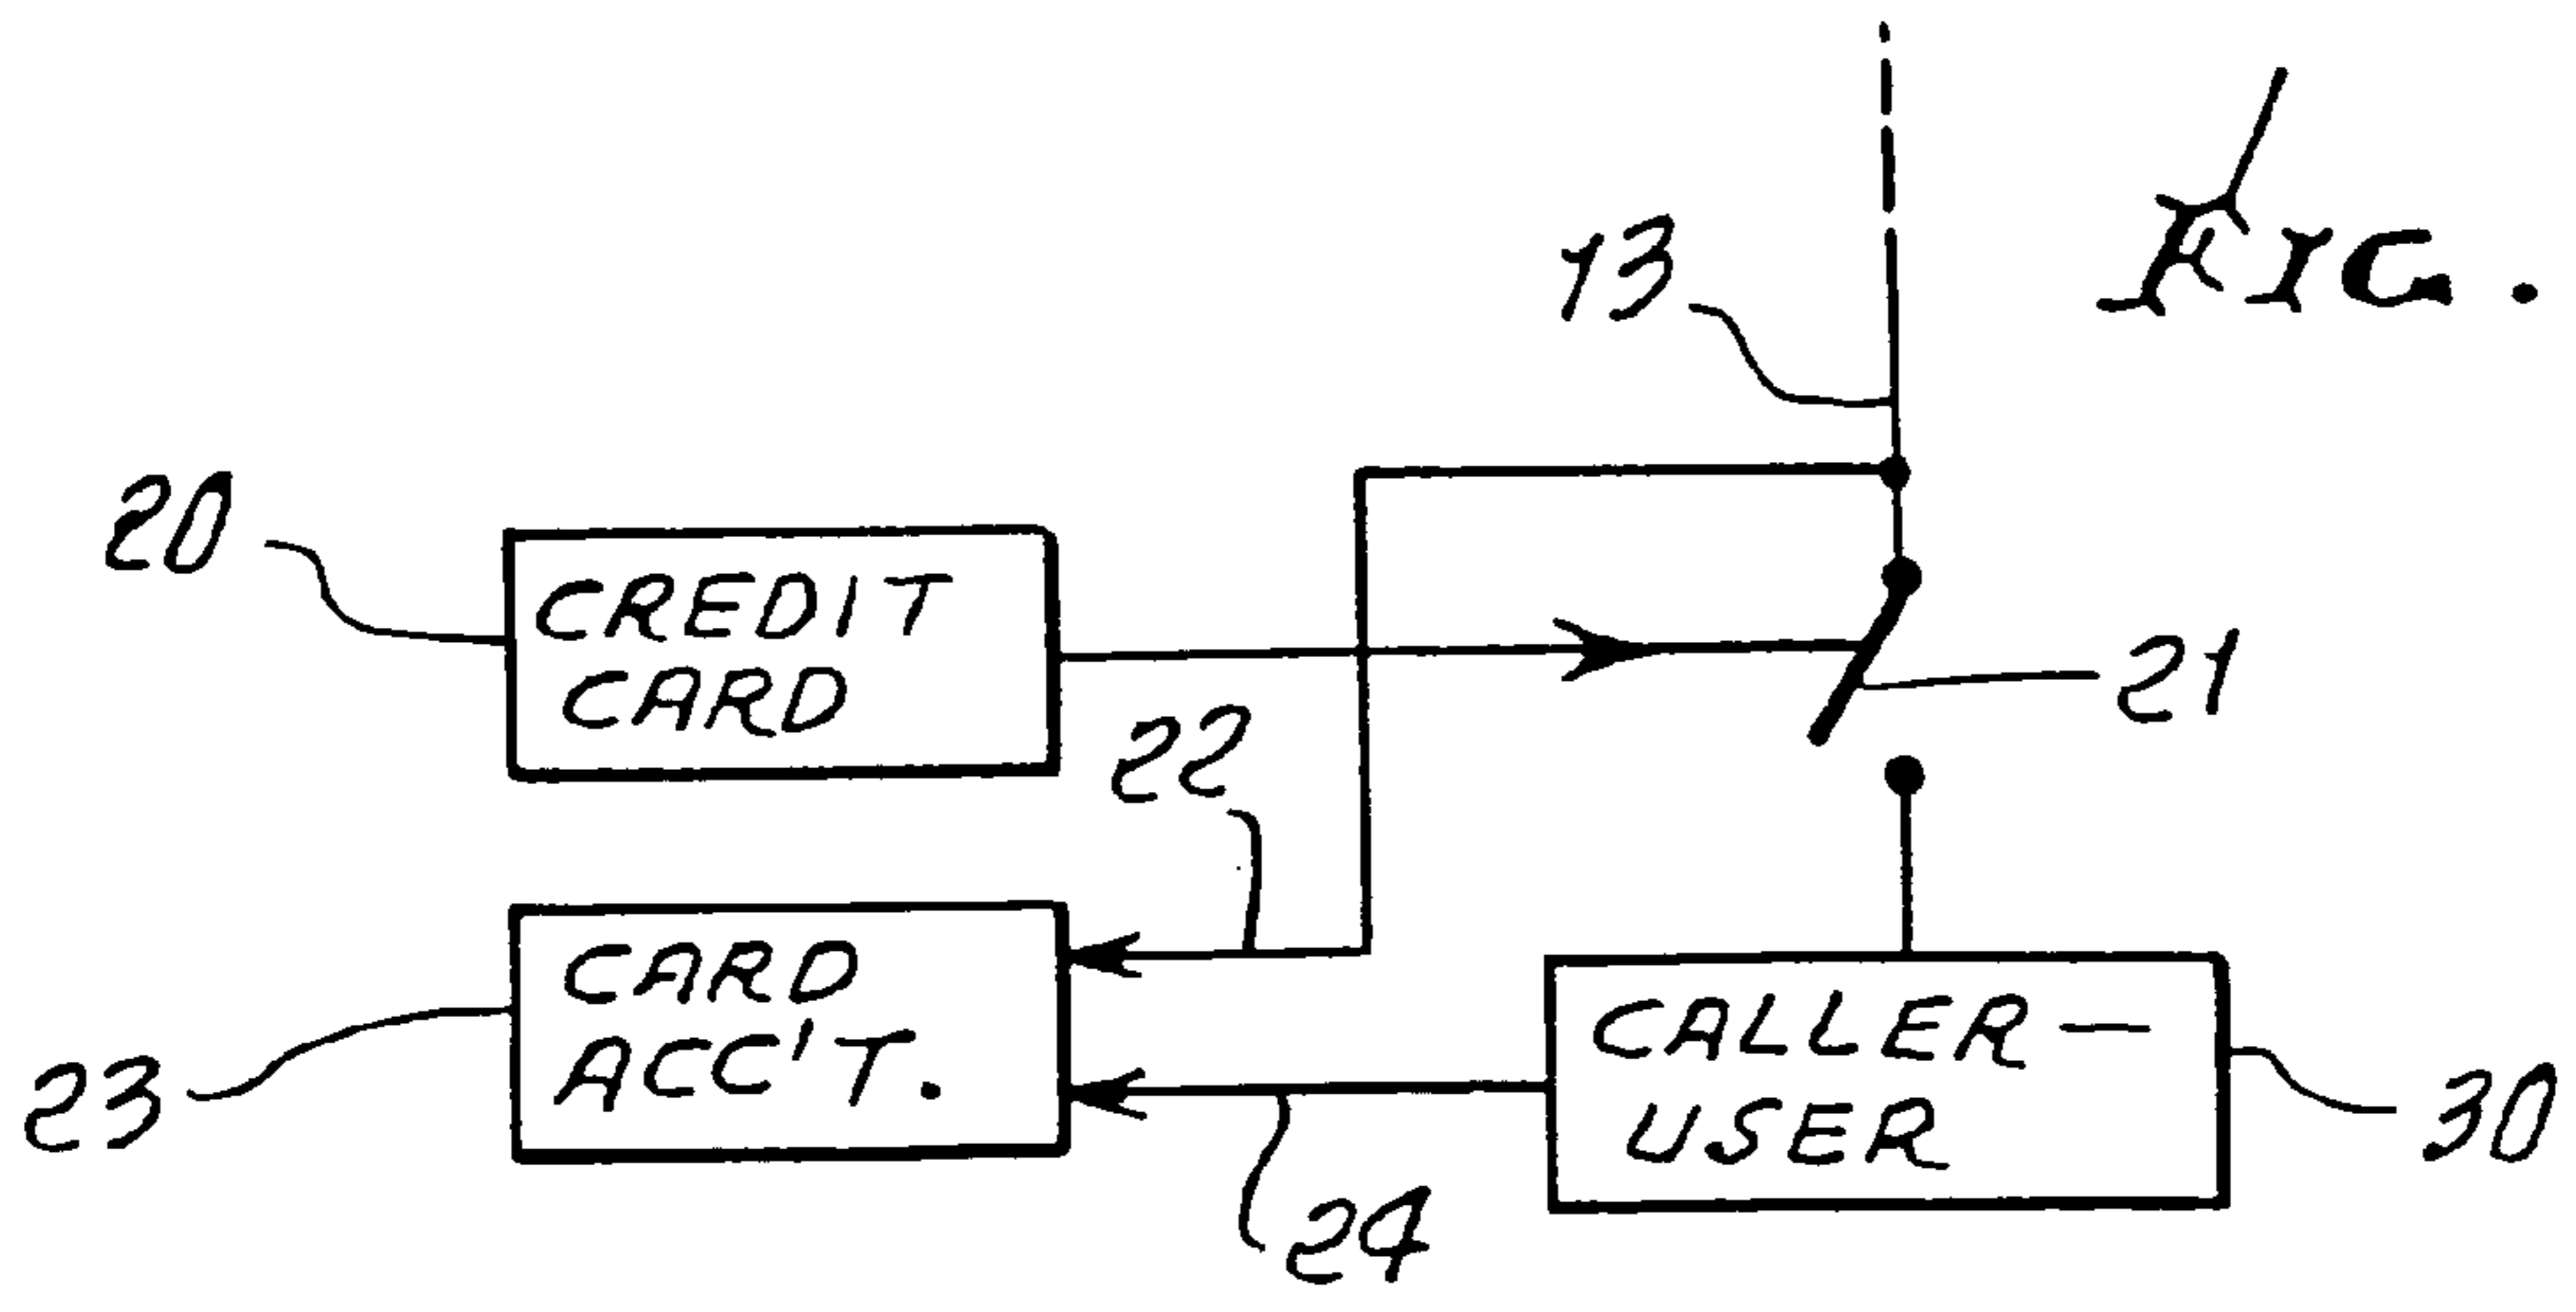 FIG.
13
20
CREDIT
CARD
21
22
CARD
ACC'T.
23
CALLER—
USER
30
24